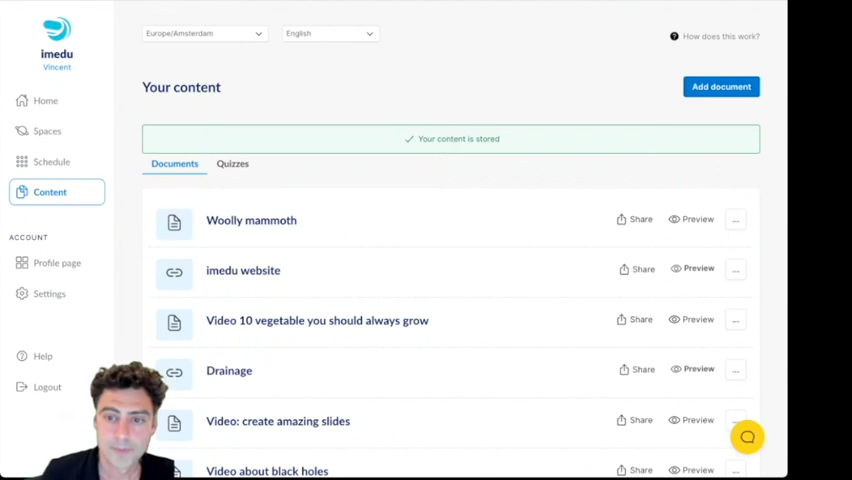 Europe/Amsterdam
English
How does this work?
imedu
Vincent
Home
Spaces
Schedule
Content
ACCOUNT
Profile page
Settings
Help
Logout
Your content
Add document
Your content is stored
Documents
Quizzes
Woolly mammoth
Share
Preview
...
imedu website
Share
Preview
...
Video 10 vegetable you should always grow
Share
Preview
...
Drainage
Share
Preview
...
Video: create amazing slides
Share
Preview
...
Video about black holes
Share
Preview